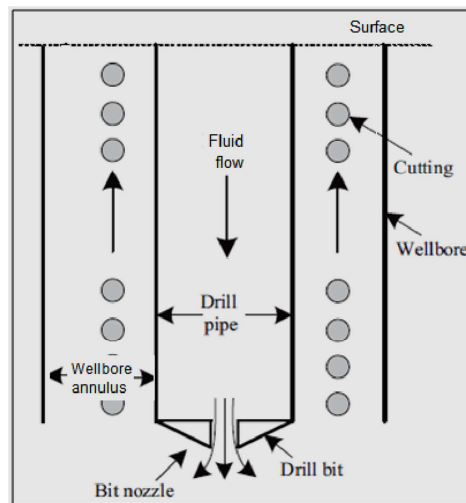 Surface
Fluid
flow
Cutting
Wellbore
Drill
pipe
Wellbore
annulus
Bit nozzle
Drill bit